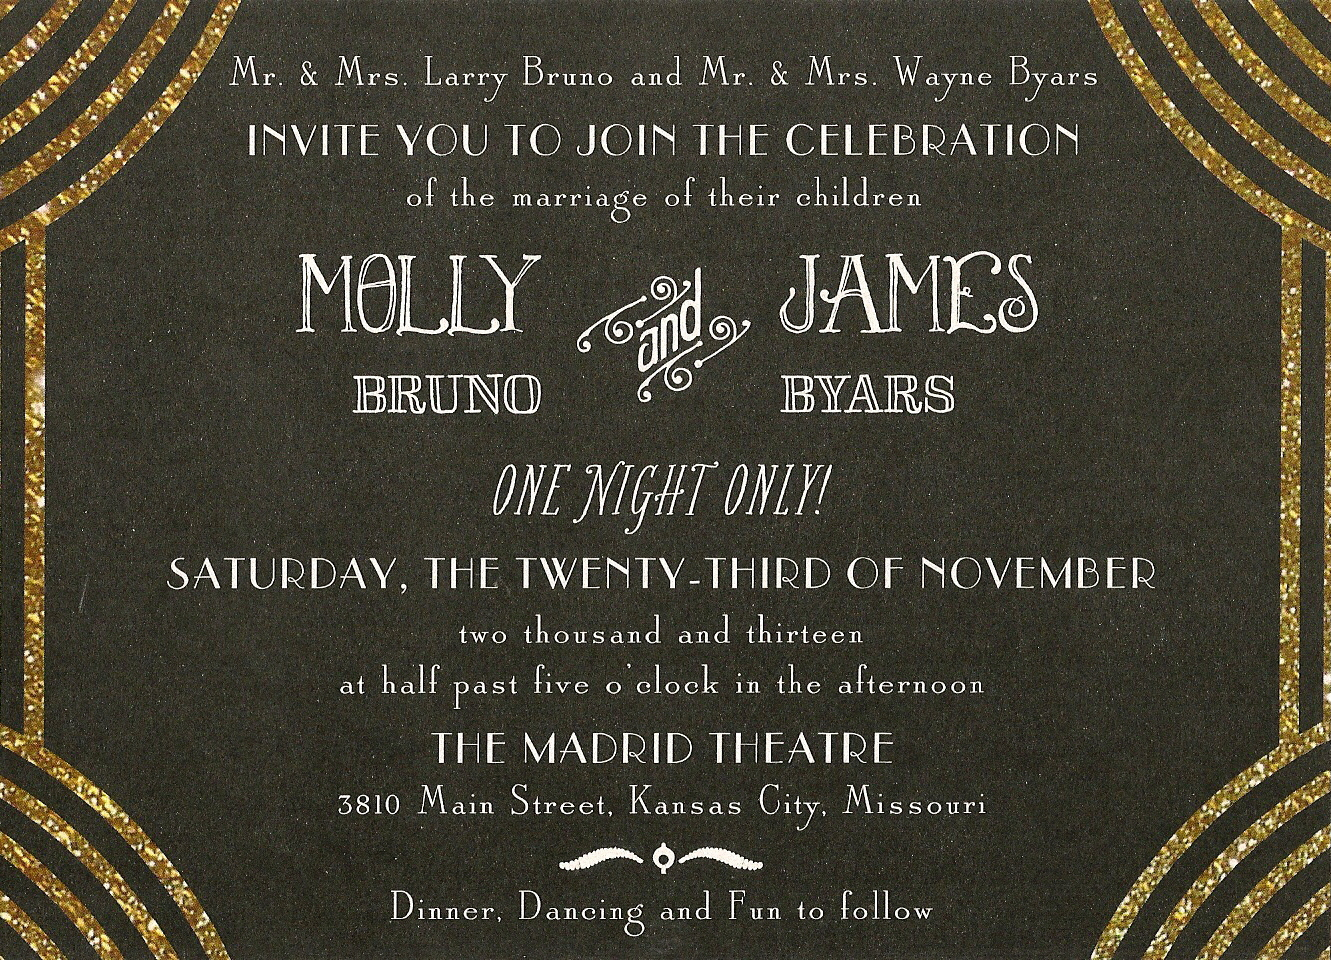 Mr. & Mrs. Larry Bruno and Mr. & Mrs. Wayne Byars
INVITE YOU TO JOIN THE CELEBRATION
of the marriage of their children
MOLLY and JAMES
BRUNO BYARS
ONE NIGHT ONLY!
SATURDAY, THE TWENTY-THIRD OF NOVEMBER
two thousand and thirteen
at half past five o'clock in the afternoon
THE MADRID THEATRE
3810 Main Street, Kansas City, Missouri
Dinner, Dancing and Fun to follow